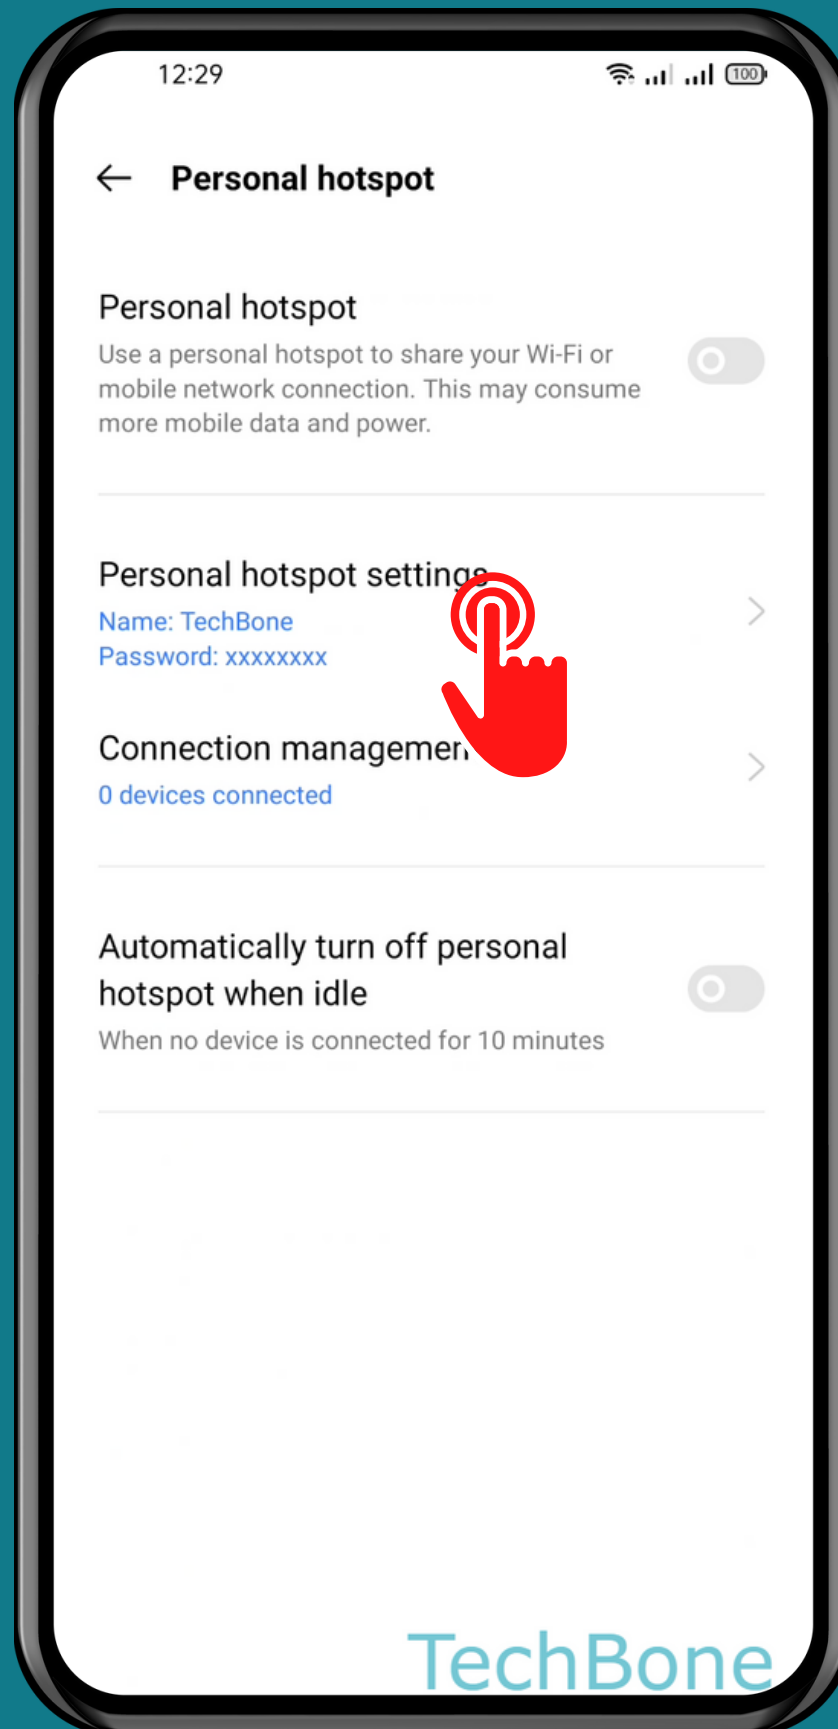 12:29
100
Personal hotspot
Personal hotspot
Use a personal hotspot to share your Wi-Fi or
mobile network connection. This may consume
more mobile data and power.
Personal hotspot settings
Name: TechBone
Password: xxxxxxxx
Connection managemen
0 devices connected
Automatically turn off personal
hotspot when idle
When no device is connected for 10 minutes
TechBone